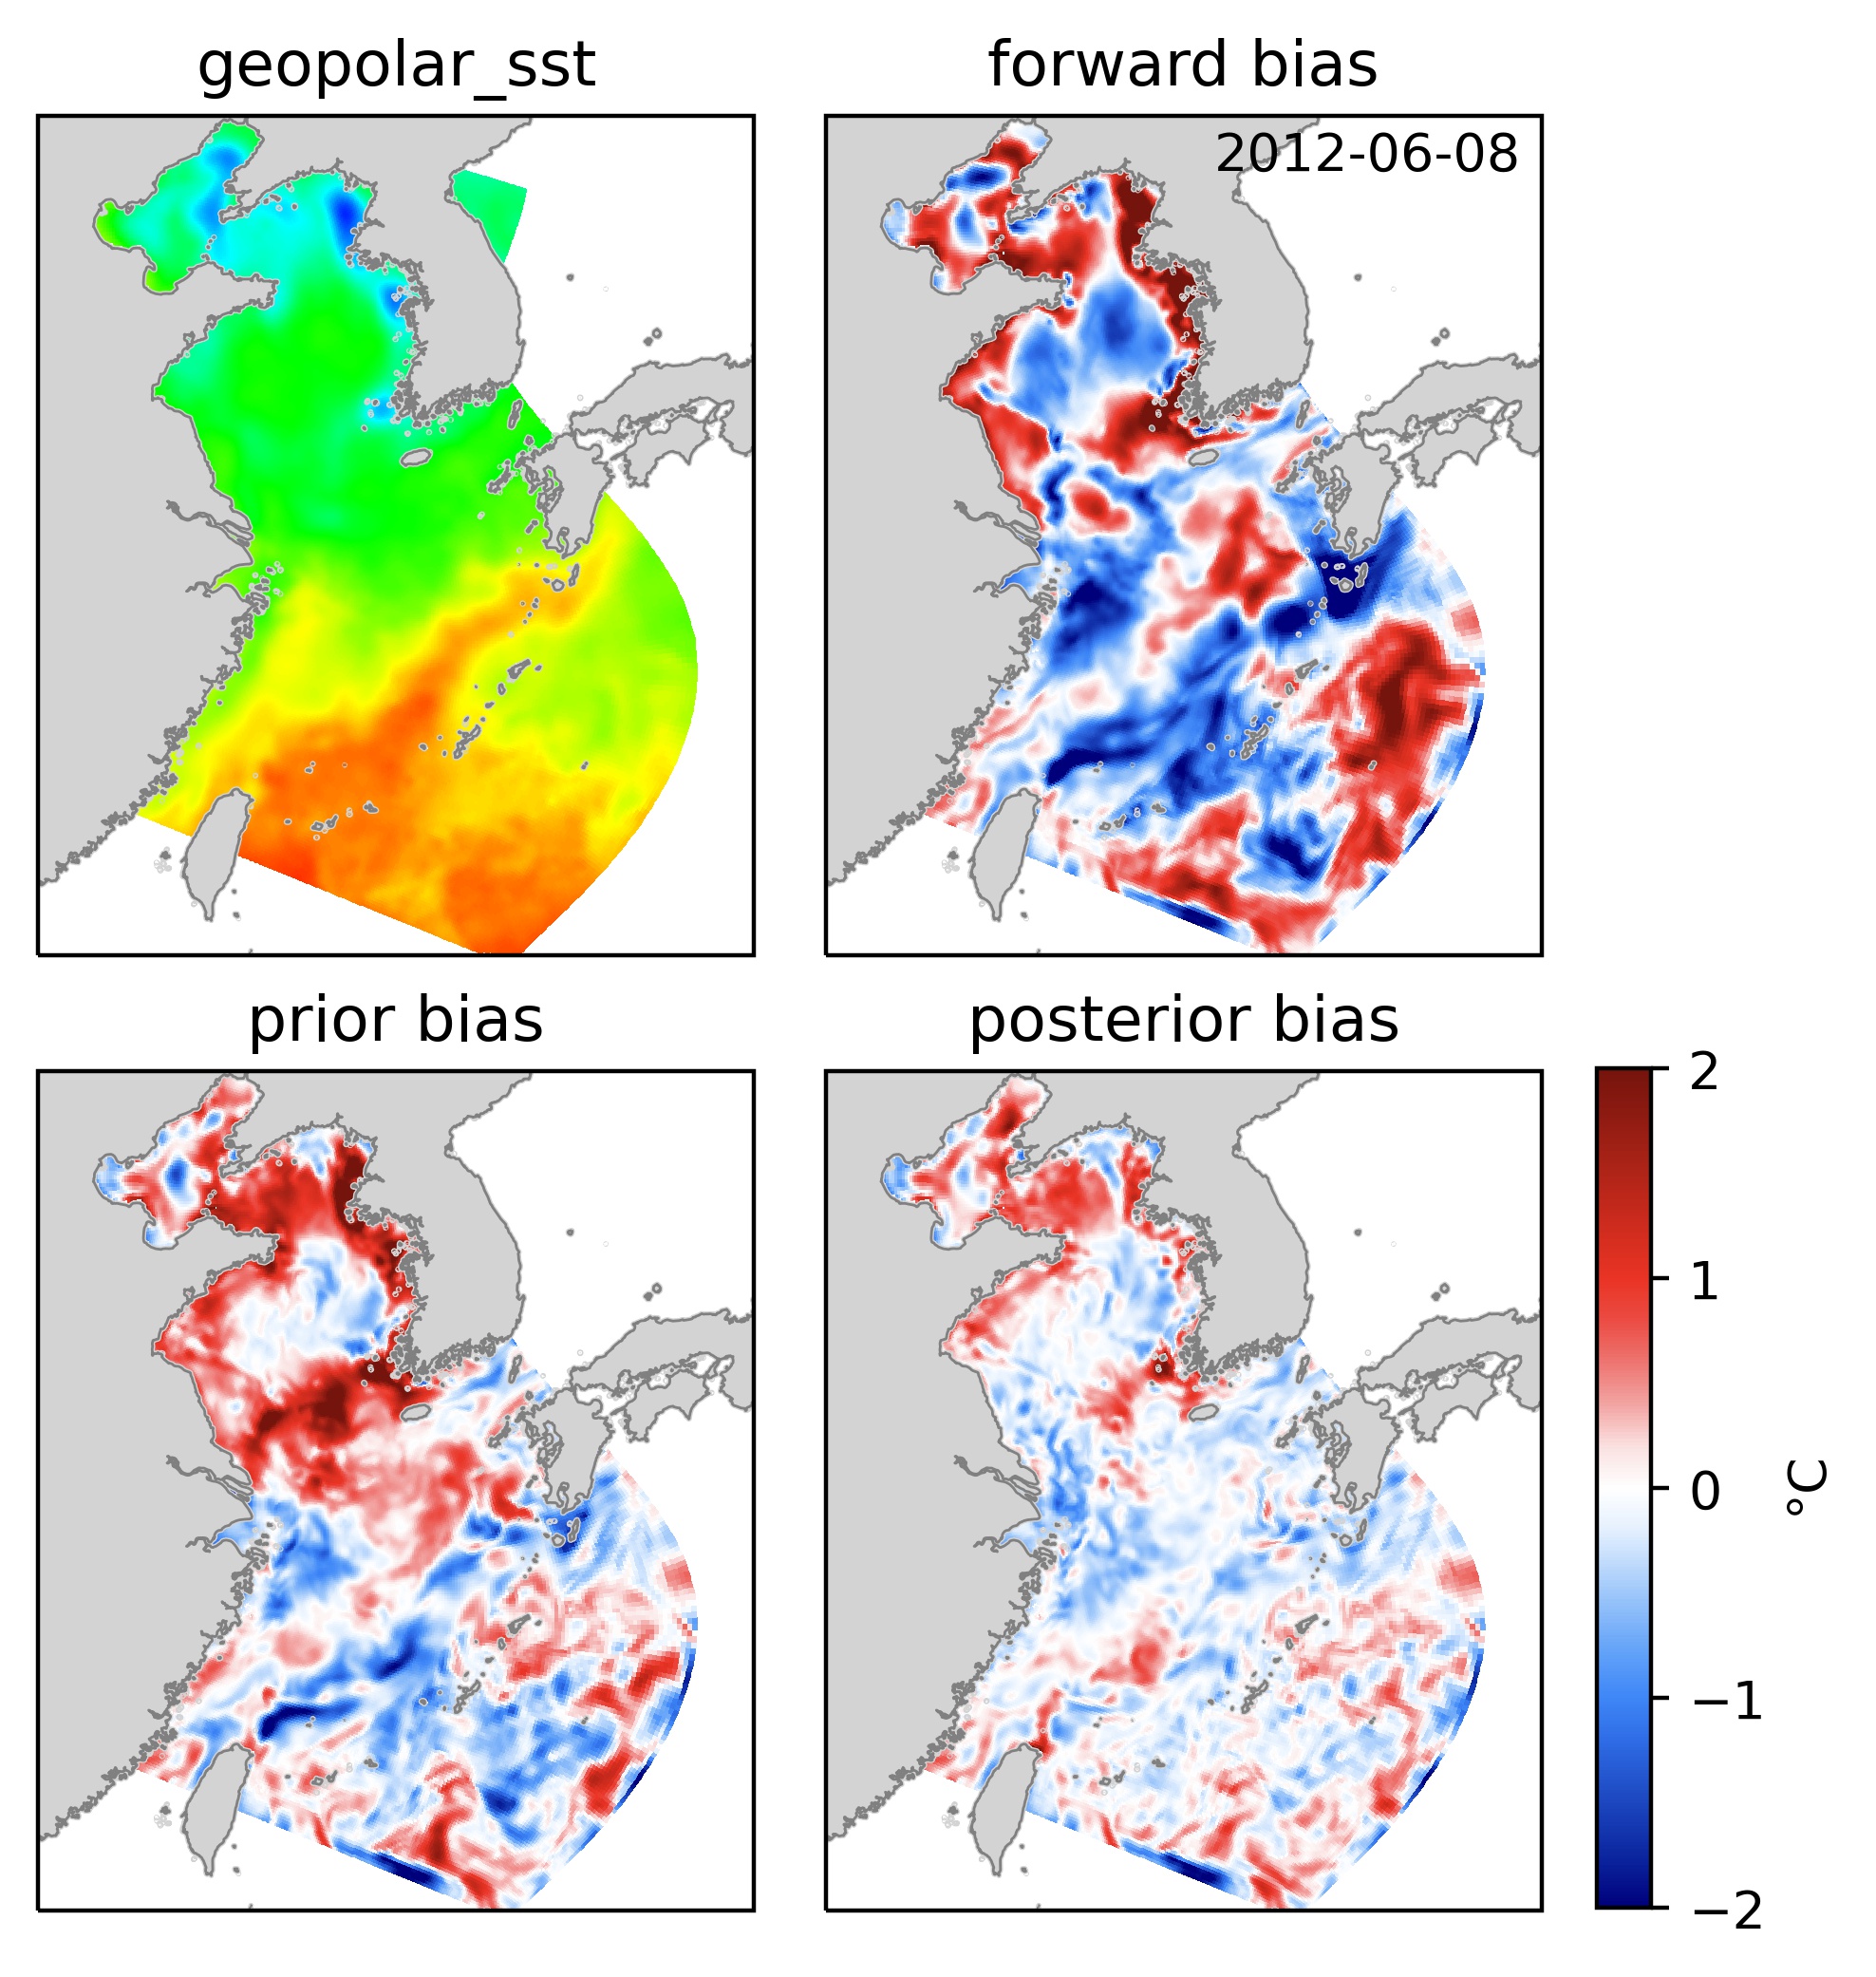 geopolar_sst
forward bias
2012-06-08
prior bias
posterior bias
2
1
0
−1
−2
°C